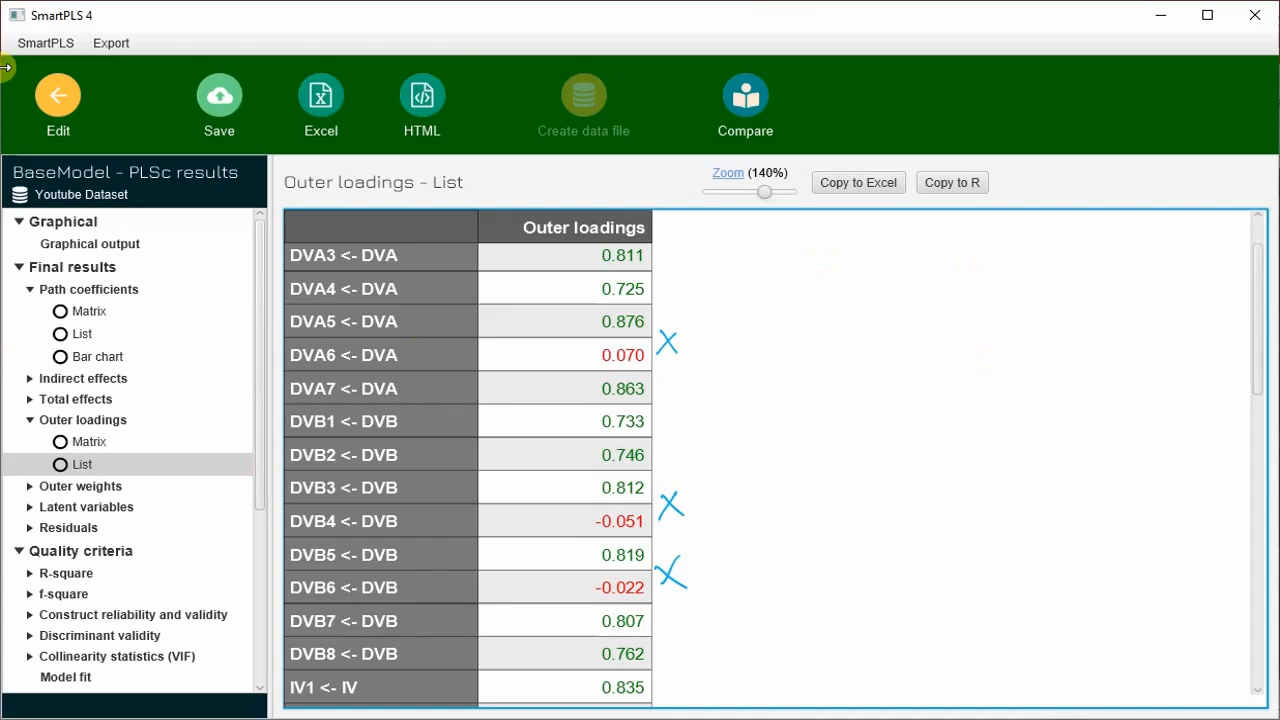 SmartPLS 4
SmartPLS Export
Edit Save Excel HTML Create data file Compare
BaseModel - PLSc results
Youtube Dataset
Graphical
Graphical output
Final results
Path coefficients
Matrix
List
Bar chart
Indirect effects
Total effects
Outer loadings
Matrix
List
Outer weights
Latent variables
Residuals
Quality criteria
R-square
f-square
Construct reliability and validity
Discriminant validity
Collinearity statistics (VIF)
Model fit
Outer loadings - List
Zoom (140%)
Copy to Excel Copy to R
Outer loadings
DVA3 <- DVA 0.811
DVA4 <- DVA 0.725
DVA5 <- DVA 0.876
DVA6 <- DVA 0.070
DVA7 <- DVA 0.863
DVB1 <- DVB 0.733
DVB2 <- DVB 0.746
DVB3 <- DVB 0.812
DVB4 <- DVB -0.051
DVB5 <- DVB 0.819
DVB6 <- DVB -0.022
DVB7 <- DVB 0.807
DVB8 <- DVB 0.762
IV1 <- IV 0.835